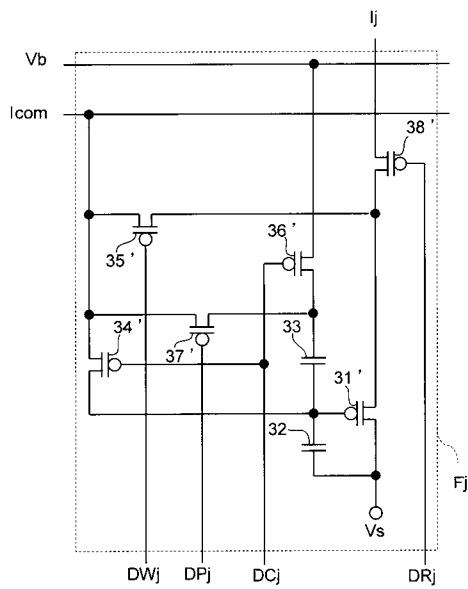 Ij
Vb
Icom
38'
35'
36'
34'
37'
33
31'
32
Fj
Vs
DWj DPj DCj DRj